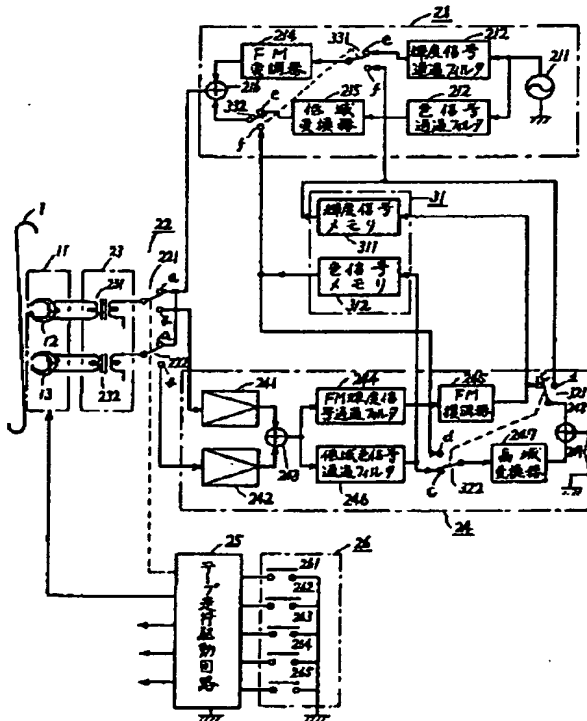 21
214
FM
変調器
331
e
f
輝度信号
通過フィルタ
212
211
216
332
e
f
215
低域
変換器
212
色信号
通過フィルタ
31
輝度信号
メモリ
311
色信号
メモリ
312
1
11
12
13
23
231
232
22
221
222
a
a
241
242
243
244
FM輝度信
号通過フィルタ
245
FM
復調器
低域色信号
通過フィルタ
246
d
c
322
247
高域
変換器
d
321
24
25
テープ走行駆動回路
26
261
262
263
264
265